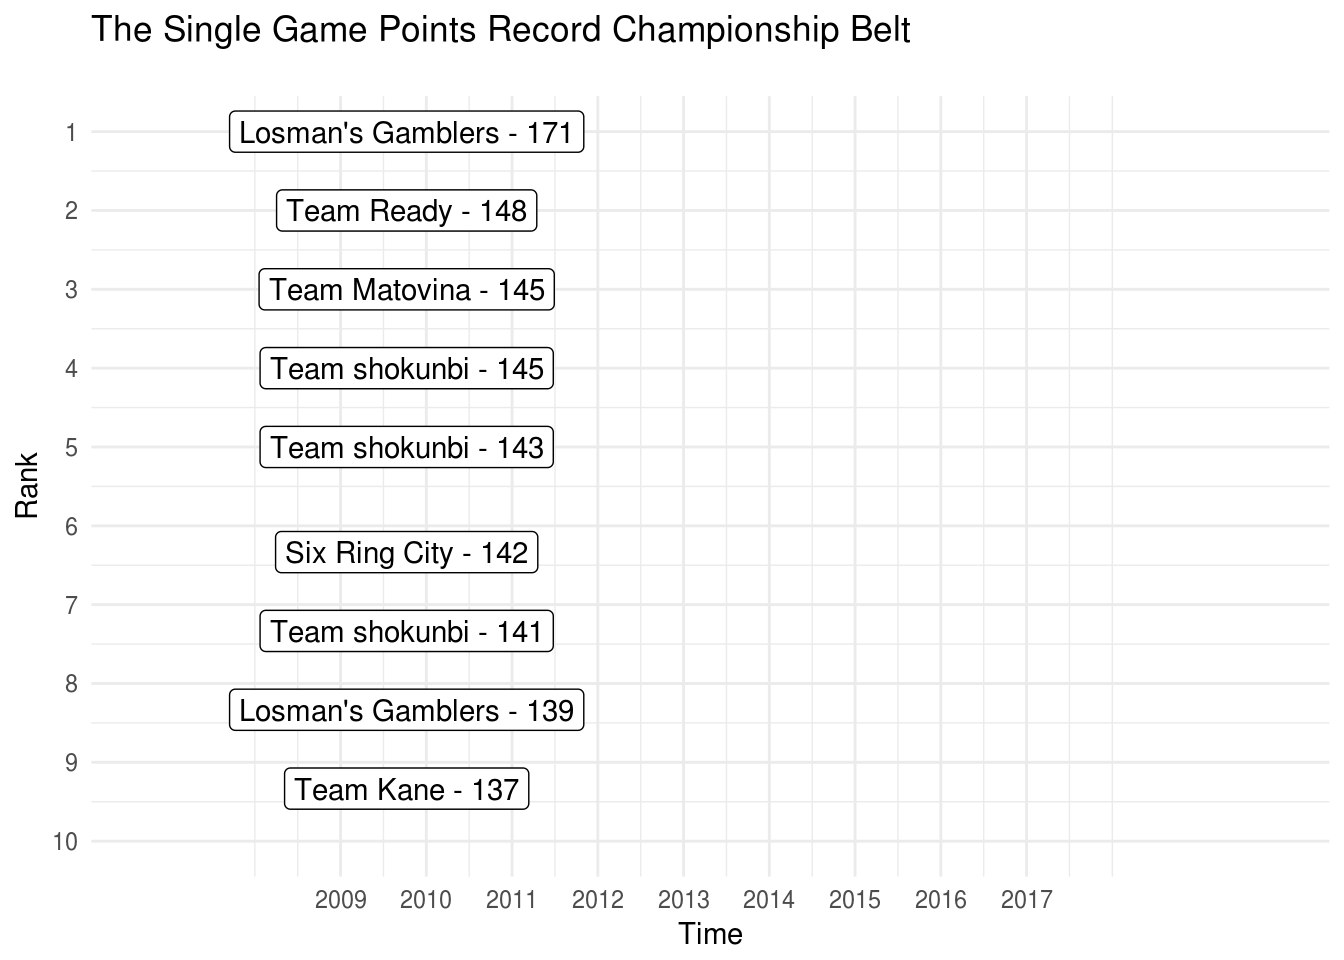 The Single Game Points Record Championship Belt
1
Losman's Gamblers - 171
2
Team Ready - 148
3
Team Matovina - 145
4
Team shokunbi - 145
5
Team shokunbi - 143
Rank
6
Six Ring City - 142
7
Team shokunbi - 141
8
Losman's Gamblers - 139
9
Team Kane - 137
10
2009 2010 2011 2012 2013 2014 2015 2016 2017
Time